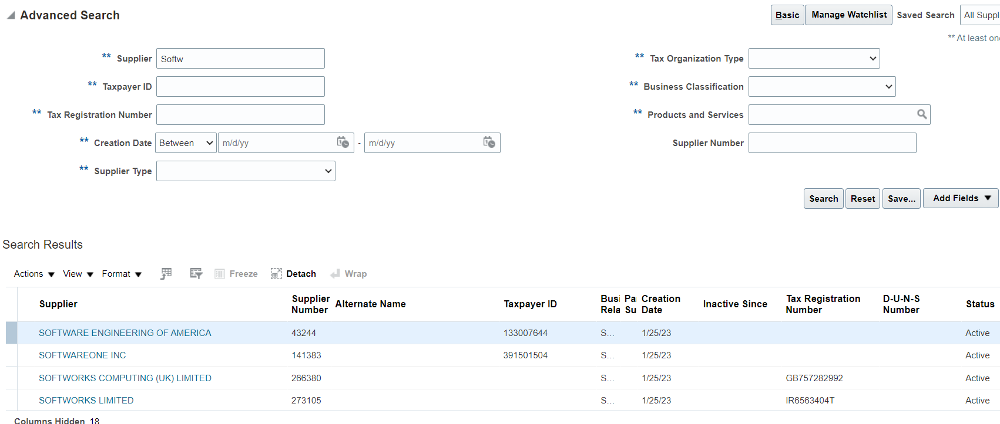 Advanced Search
Basic Manage Watchlist Saved Search All Suppl
** At least one
** Supplier Softw
** Tax Organization Type
** Taxpayer ID
** Business Classification
** Tax Registration Number
** Products and Services
** Creation Date Between m/d/yy - m/d/yy
Supplier Number
** Supplier Type
Search Reset Save... Add Fields
Search Results
Actions View Format Freeze Detach Wrap
Supplier Supplier Number Alternate Name Taxpayer ID Busi Rela Pa Su Creation Date Inactive Since Tax Registration Number D-U-N-S Number Status
SOFTWARE ENGINEERING OF AMERICA 43244 133007644 S... 1/25/23 Active
SOFTWAREONE INC 141383 391501504 S... 1/25/23 Active
SOFTWORKS COMPUTING (UK) LIMITED 266380 S... 1/25/23 GB757282992 Active
SOFTWORKS LIMITED 273105 S... 1/25/23 IR6563404T Active
Columns Hidden 18